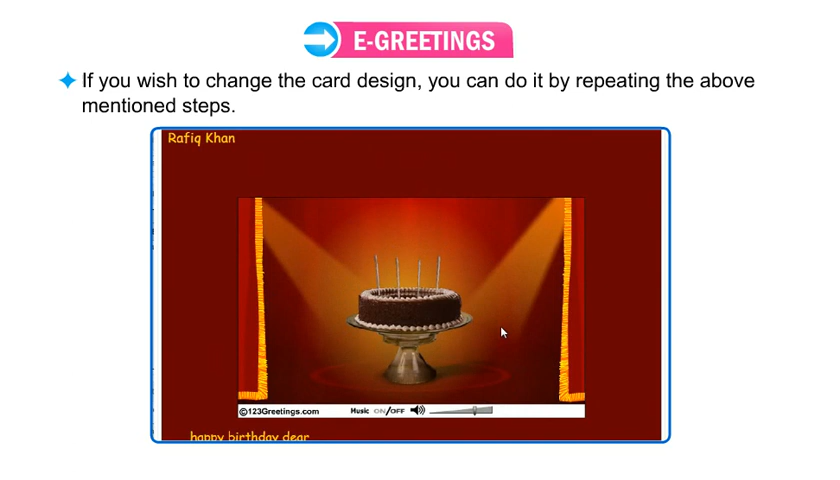 E-GREETINGS
If you wish to change the card design, you can do it by repeating the above
mentioned steps.
Rafiq Khan
©123Greetings.com Music ON/OFF
happy birthday dear